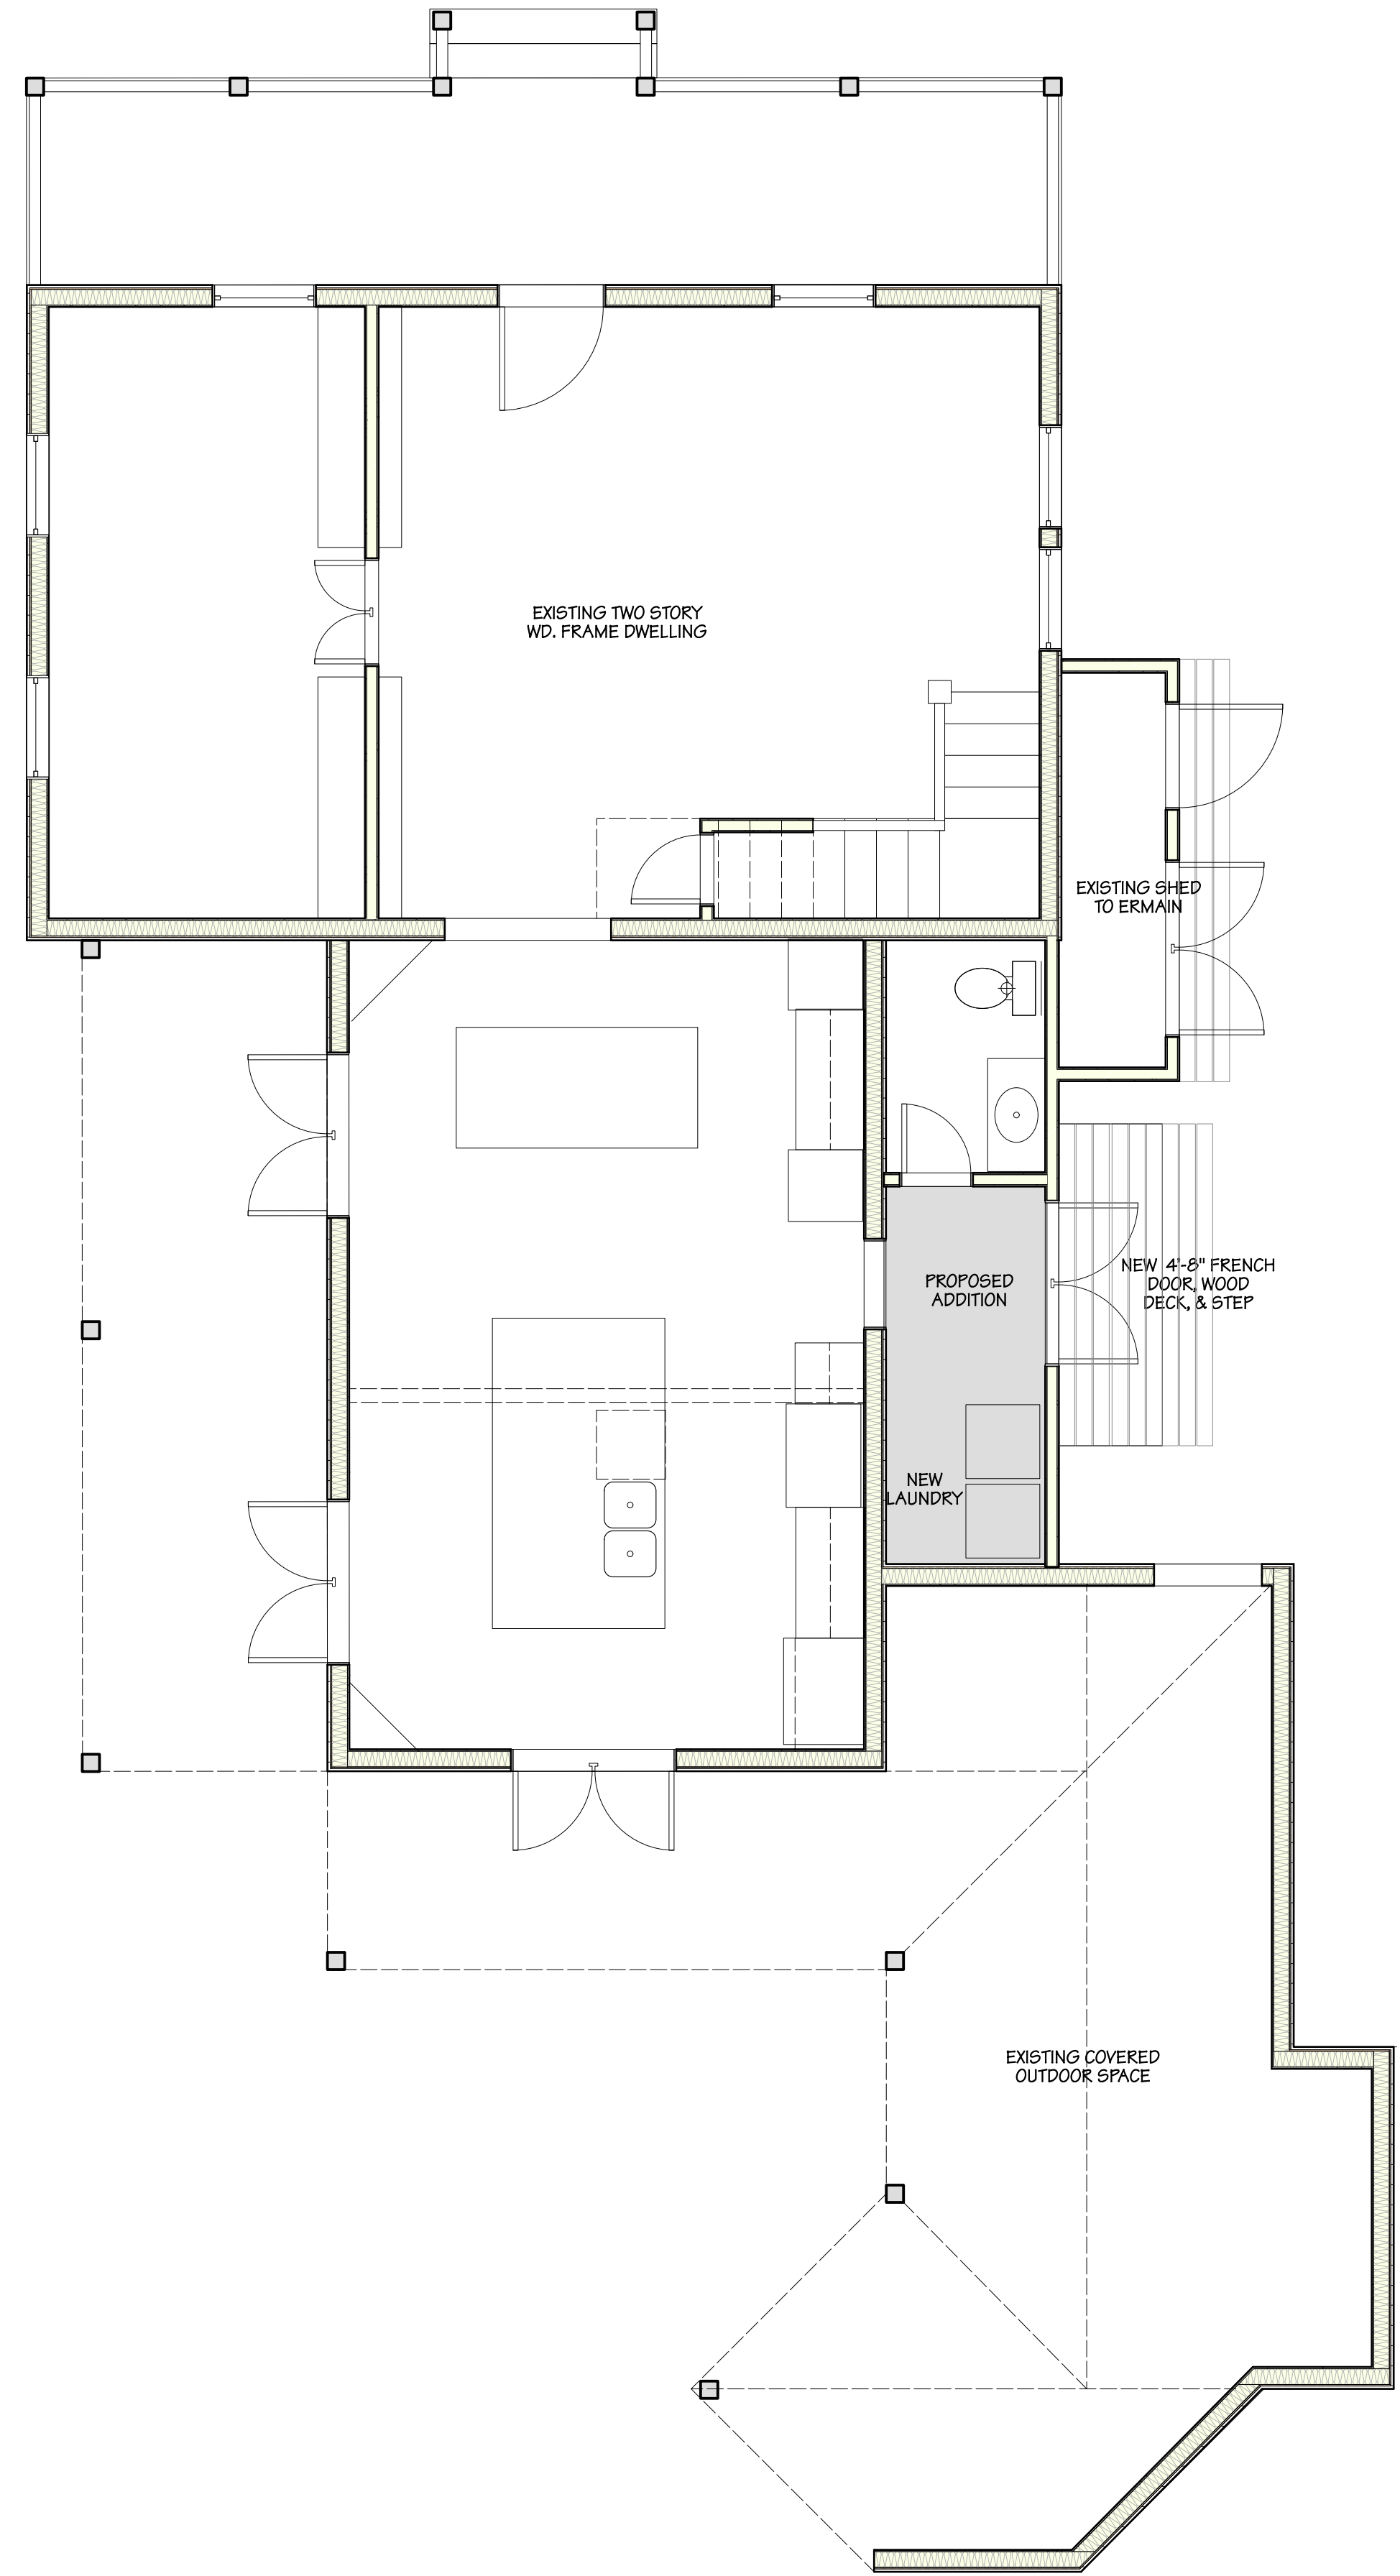 EXISTING TWO STORY
WD. FRAME DWELLING
EXISTING SHED
TO ERMAIN
PROPOSED
ADDITION
NEW 4'-8" FRENCH
DOOR, WOOD
DECK, & STEP
NEW
LAUNDRY
EXISTING COVERED
OUTDOOR SPACE